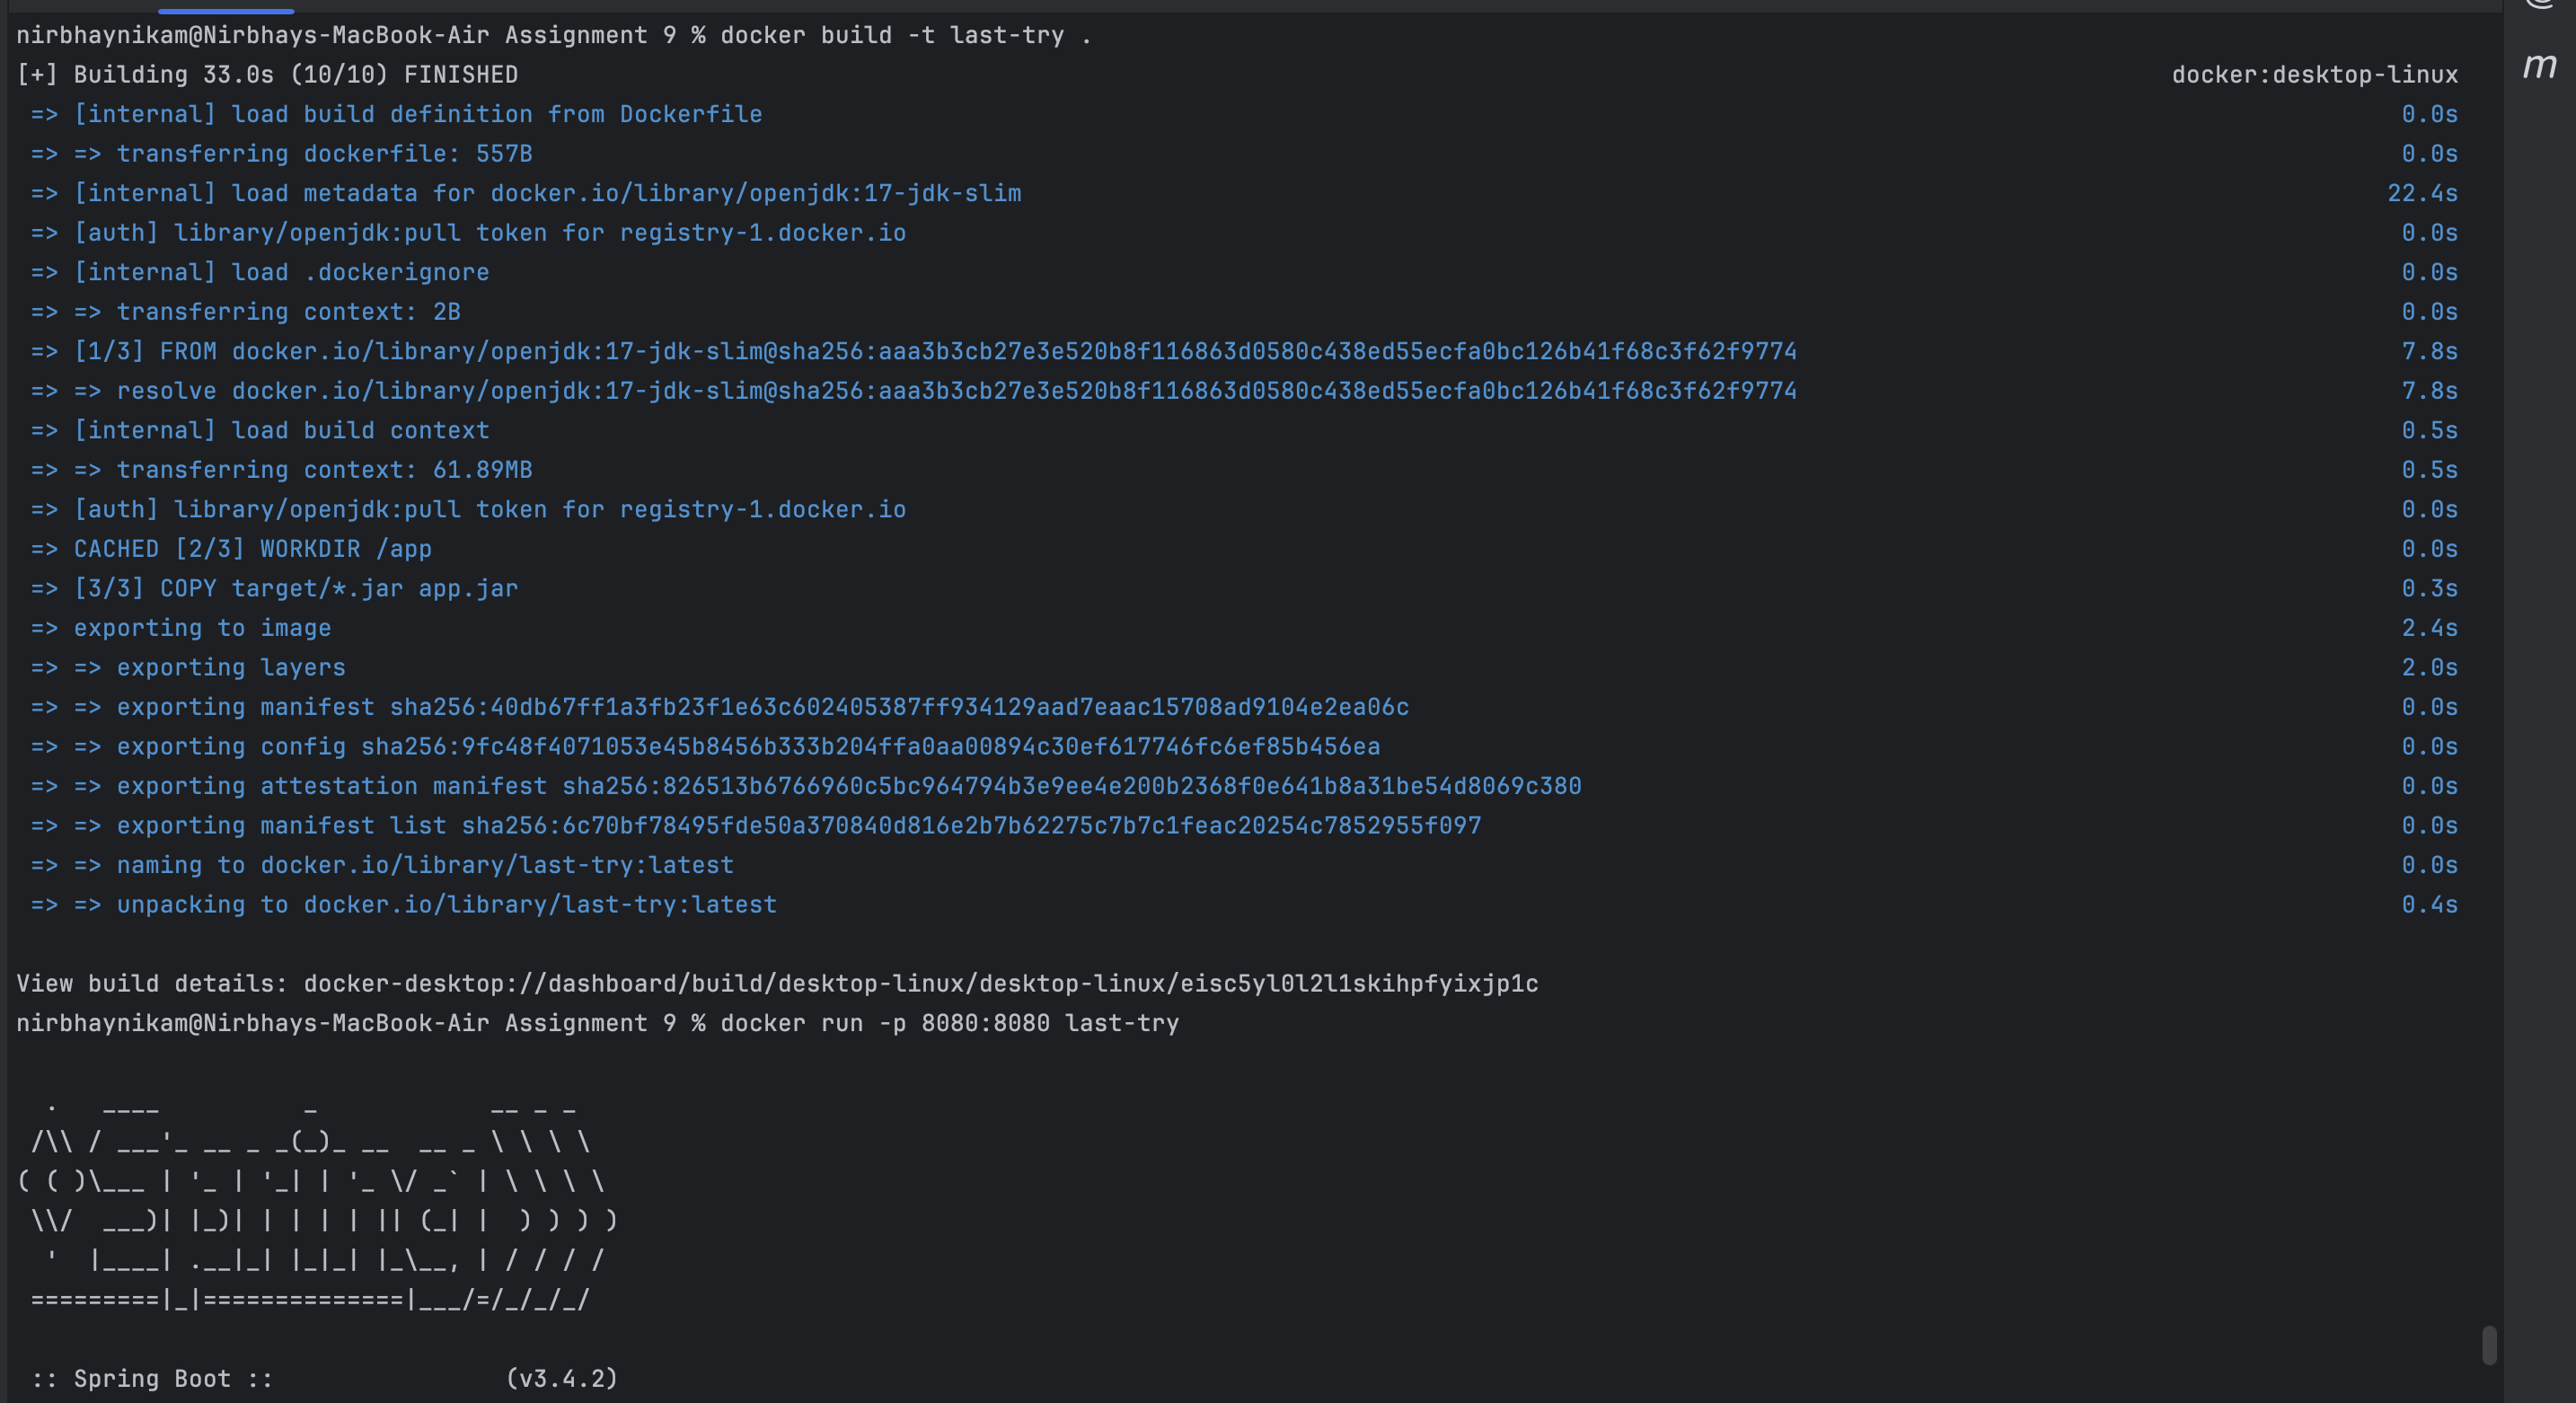 nirbhaynikam@Nirbhays-MacBook-Air Assignment 9 % docker build -t last-try .
[+] Building 33.0s (10/10) FINISHED docker:desktop-linux
=> [internal] load build definition from Dockerfile 0.0s
=> => transferring dockerfile: 557B 0.0s
=> [internal] load metadata for docker.io/library/openjdk:17-jdk-slim 22.4s
=> [auth] library/openjdk:pull token for registry-1.docker.io 0.0s
=> [internal] load .dockerignore 0.0s
=> => transferring context: 2B 0.0s
=> [1/3] FROM docker.io/library/openjdk:17-jdk-slim@sha256:aaa3b3cb27e3e520b8f116863d0580c438ed55ecfa0bc126b41f68c3f62f9774 7.8s
=> => resolve docker.io/library/openjdk:17-jdk-slim@sha256:aaa3b3cb27e3e520b8f116863d0580c438ed55ecfa0bc126b41f68c3f62f9774 7.8s
=> [internal] load build context 0.5s
=> => transferring context: 61.89MB 0.5s
=> [auth] library/openjdk:pull token for registry-1.docker.io 0.0s
=> CACHED [2/3] WORKDIR /app 0.0s
=> [3/3] COPY target/*.jar app.jar 0.3s
=> exporting to image 2.4s
=> => exporting layers 2.0s
=> => exporting manifest sha256:40db67ff1a3fb23f1e63c602405387ff934129aad7eaac15708ad9104e2ea06c 0.0s
=> => exporting config sha256:9fc48f4071053e45b8456b333b204ffa0aa00894c30ef617746fc6ef85b456ea 0.0s
=> => exporting attestation manifest sha256:826513b6766960c5bc964794b3e9ee4e200b2368f0e641b8a31be54d8069c380 0.0s
=> => exporting manifest list sha256:6c70bf78495fde50a370840d816e2b7b62275c7b7c1feac20254c7852955f097 0.0s
=> => naming to docker.io/library/last-try:latest 0.0s
=> => unpacking to docker.io/library/last-try:latest 0.4s
View build details: docker-desktop://dashboard/build/desktop-linux/desktop-linux/eisc5yl0l2l1skihpfyixjp1c
nirbhaynikam@Nirbhays-MacBook-Air Assignment 9 % docker run -p 8080:8080 last-try
  .   ____          _            __ _ _
 /\\ / ___'_ __ _ _(_)_ __  __ _ \ \ \ \
( ( )\___ | '_ | '_| | '_ \/ _` | \ \ \ \
 \\/  ___)| |_)| | | | | || (_| |  ) ) ) )
  '  |____| .__|_| |_|_| |_\__, | / / / /
 =========|_|==============|___/=/_/_/_/
:: Spring Boot :: (v3.4.2)
m